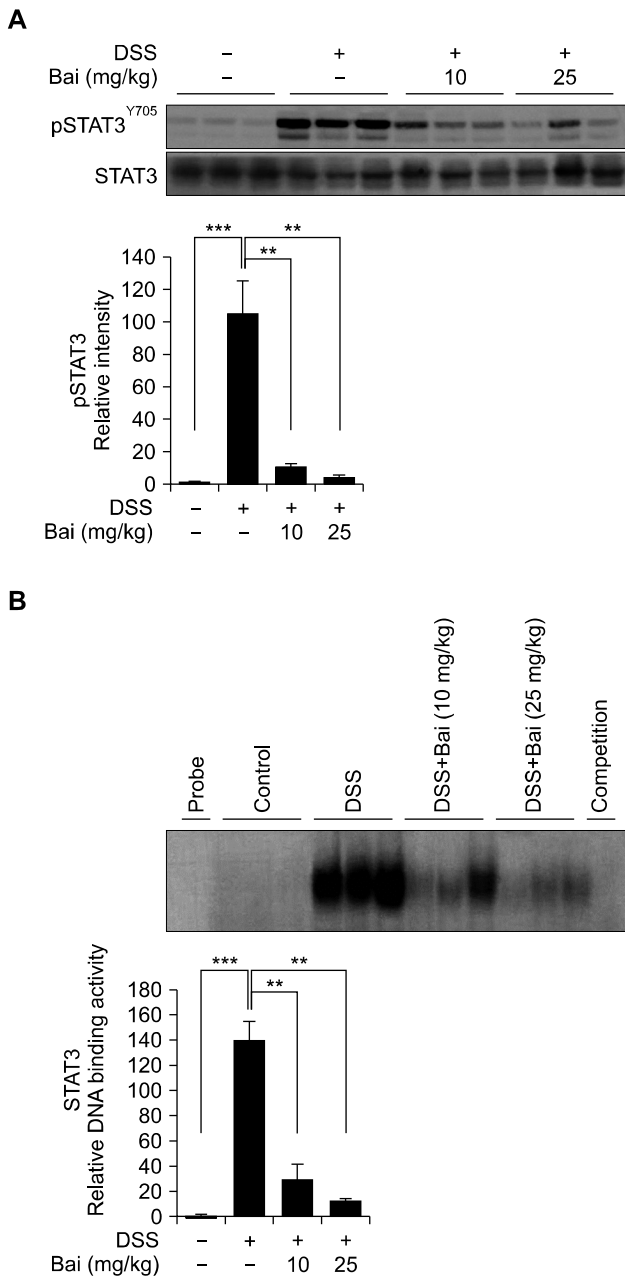 A
DSS – + + +
Bai (mg/kg) – – 10 25
pSTAT3 Y705
STAT3
*** **
**
140
120
100
80
60
40
20
0
pSTAT3
Relative intensity
DSS – + + +
Bai (mg/kg) – – 10 25
B
Probe
Control
DSS
DSS+Bai (10 mg/kg)
DSS+Bai (25 mg/kg)
Competition
*** **
**
180
160
140
120
100
80
60
40
20
0
STAT3
Relative DNA binding activity
DSS – + + +
Bai (mg/kg) – – 10 25